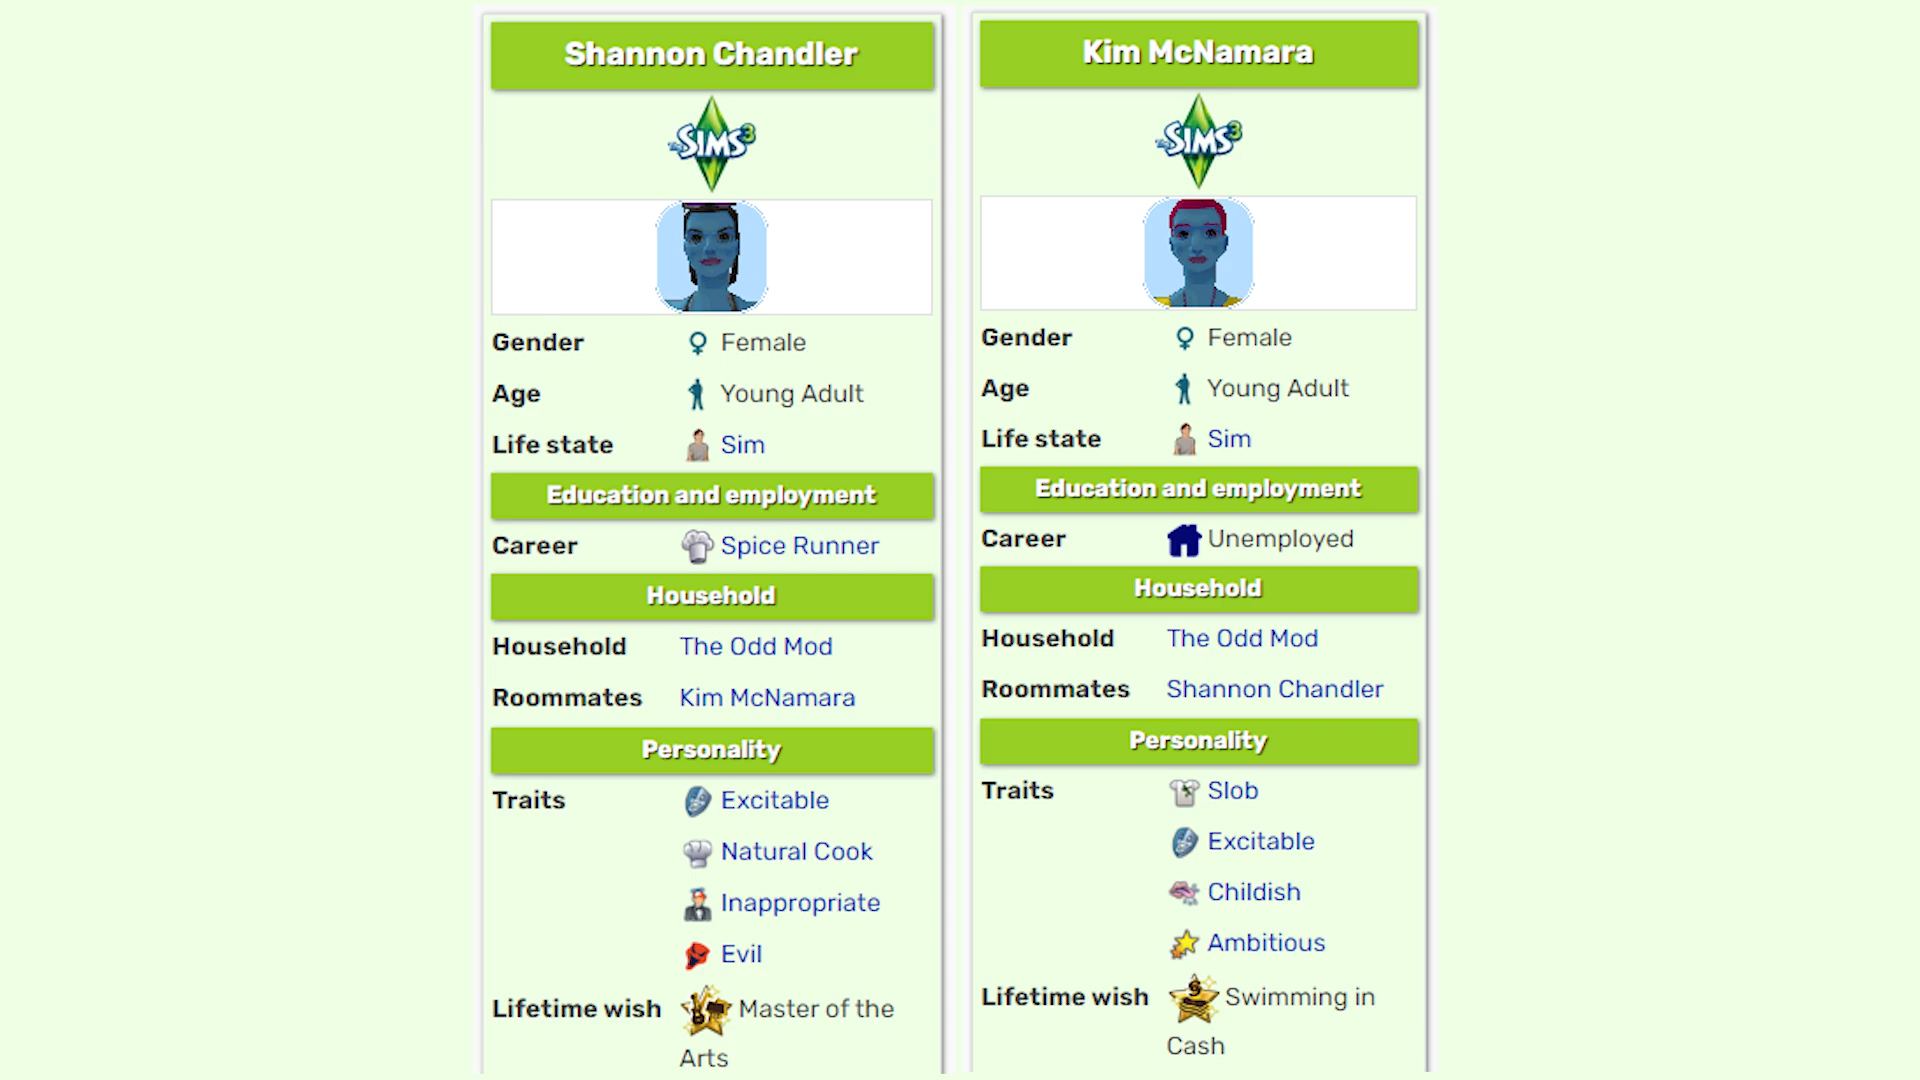 Shannon Chandler
THE SIMS 3
Gender Female
Age Young Adult
Life state Sim
Education and employment
Career Spice Runner
Household
Household The Odd Mod
Roommates Kim McNamara
Personality
Traits Excitable
Natural Cook
Inappropriate
Evil
Lifetime wish Master of the
Arts
Kim McNamara
THE SIMS 3
Gender Female
Age Young Adult
Life state Sim
Education and employment
Career Unemployed
Household
Household The Odd Mod
Roommates Shannon Chandler
Personality
Traits Slob
Excitable
Childish
Ambitious
Lifetime wish Swimming in
Cash